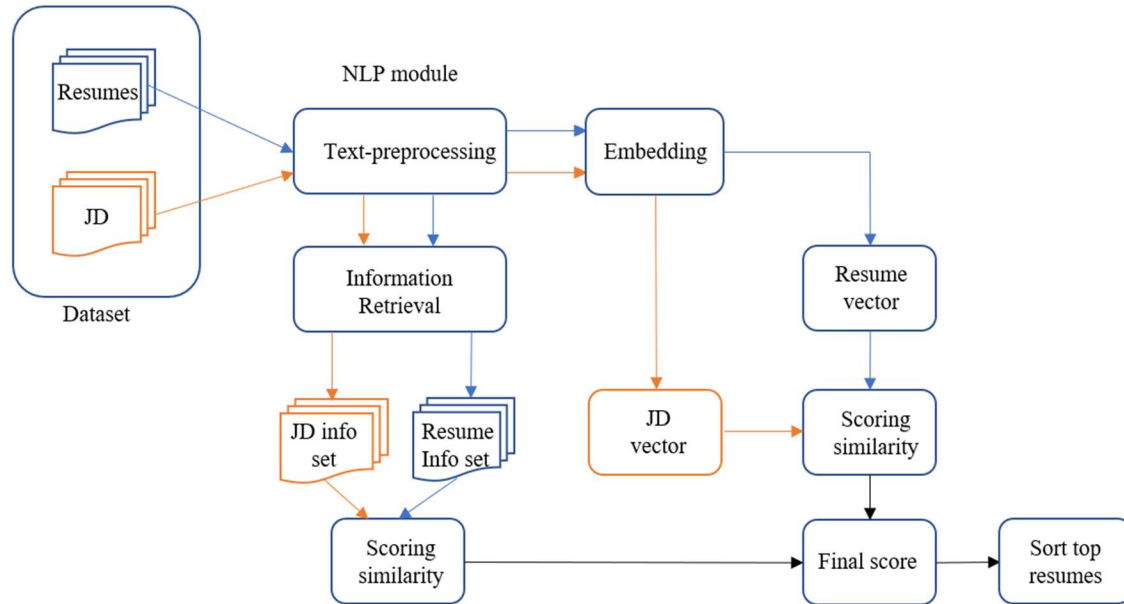 Resumes
JD
Dataset
NLP module
Text-preprocessing
Embedding
Information
Retrieval
Resume
vector
JD info
set
Resume
Info set
JD
vector
Scoring
similarity
Scoring
similarity
Final score
Sort top
resumes